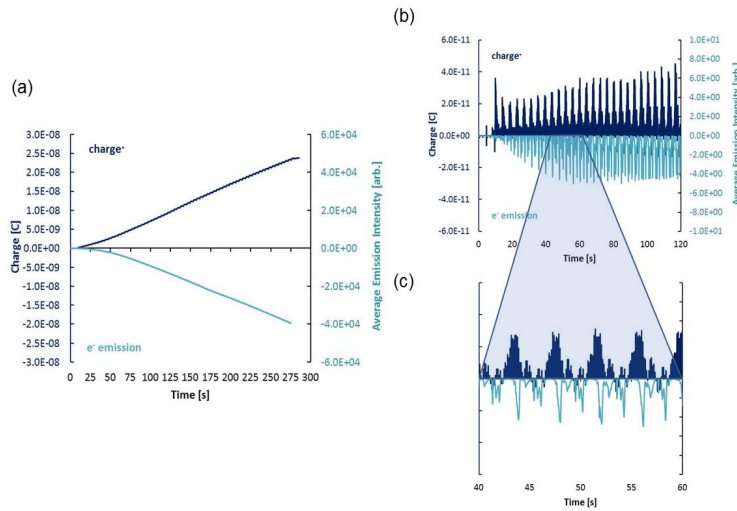 (a)
3.0E-08
2.5E-08
2.0E-08
1.5E-08
1.0E-08
5.0E-09
0.0E+00
-5.0E-09
-1.0E-08
-1.5E-08
-2.0E-08
-2.5E-08
-3.0E-08
Charge [C]
charge⁺
e⁻ emission
6.0E+04
4.0E+04
2.0E+04
0.0E+00
-2.0E+04
-4.0E+04
-6.0E+04
Average Emission Intensity [arb.]
0 25 50 75 100 125 150 175 200 225 250 275 300
Time [s]
(b)
6.0E-11
4.0E-11
2.0E-11
0.0E+00
-2.0E-11
-4.0E-11
-6.0E-11
Charge [C]
charge⁺
e⁻ emission
1.0E+01
8.0E+00
6.0E+00
4.0E+00
2.0E+00
0.0E+00
-2.0E+00
-4.0E+00
-6.0E+00
-8.0E+00
-1.0E+01
Average Emission Intensity [arb.]
0 20 40 60 80 100 120
Time [s]
(c)
40 45 50 55 60
Time [s]